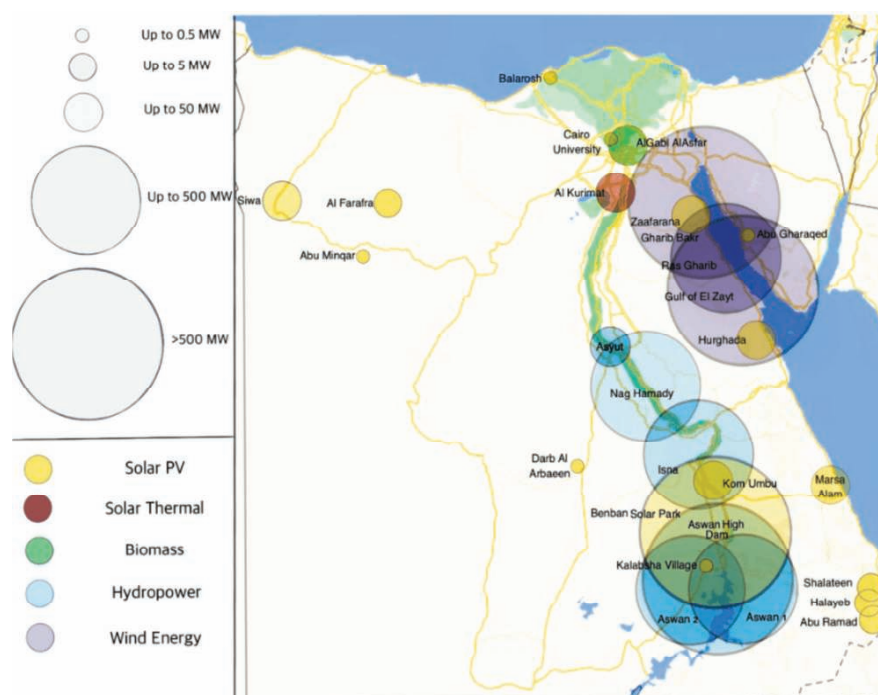 Up to 0.5 MW
Up to 5 MW
Up to 50 MW
Up to 500 MW
>500 MW
Solar PV
Solar Thermal
Biomass
Hydropower
Wind Energy
Balarosh
Cairo
University
AlGabl AlAsfar
Al Kurimat
Siwa
Al Farafra
Abu Minqar
Zaafarana
Gharib Bakr
Abu Gharaqed
Ras Gharib
Gulf of El Zayt
Hurghada
Asyut
Nag Hamady
Isna
Darb Al
Arbaeen
Kom Umbu
Marsa
Alam
Benban Solar Park
Aswan High
Dam
Kalabsha Village
Aswan 2
Aswan 1
Shalateen
Halayeb
Abu Ramad